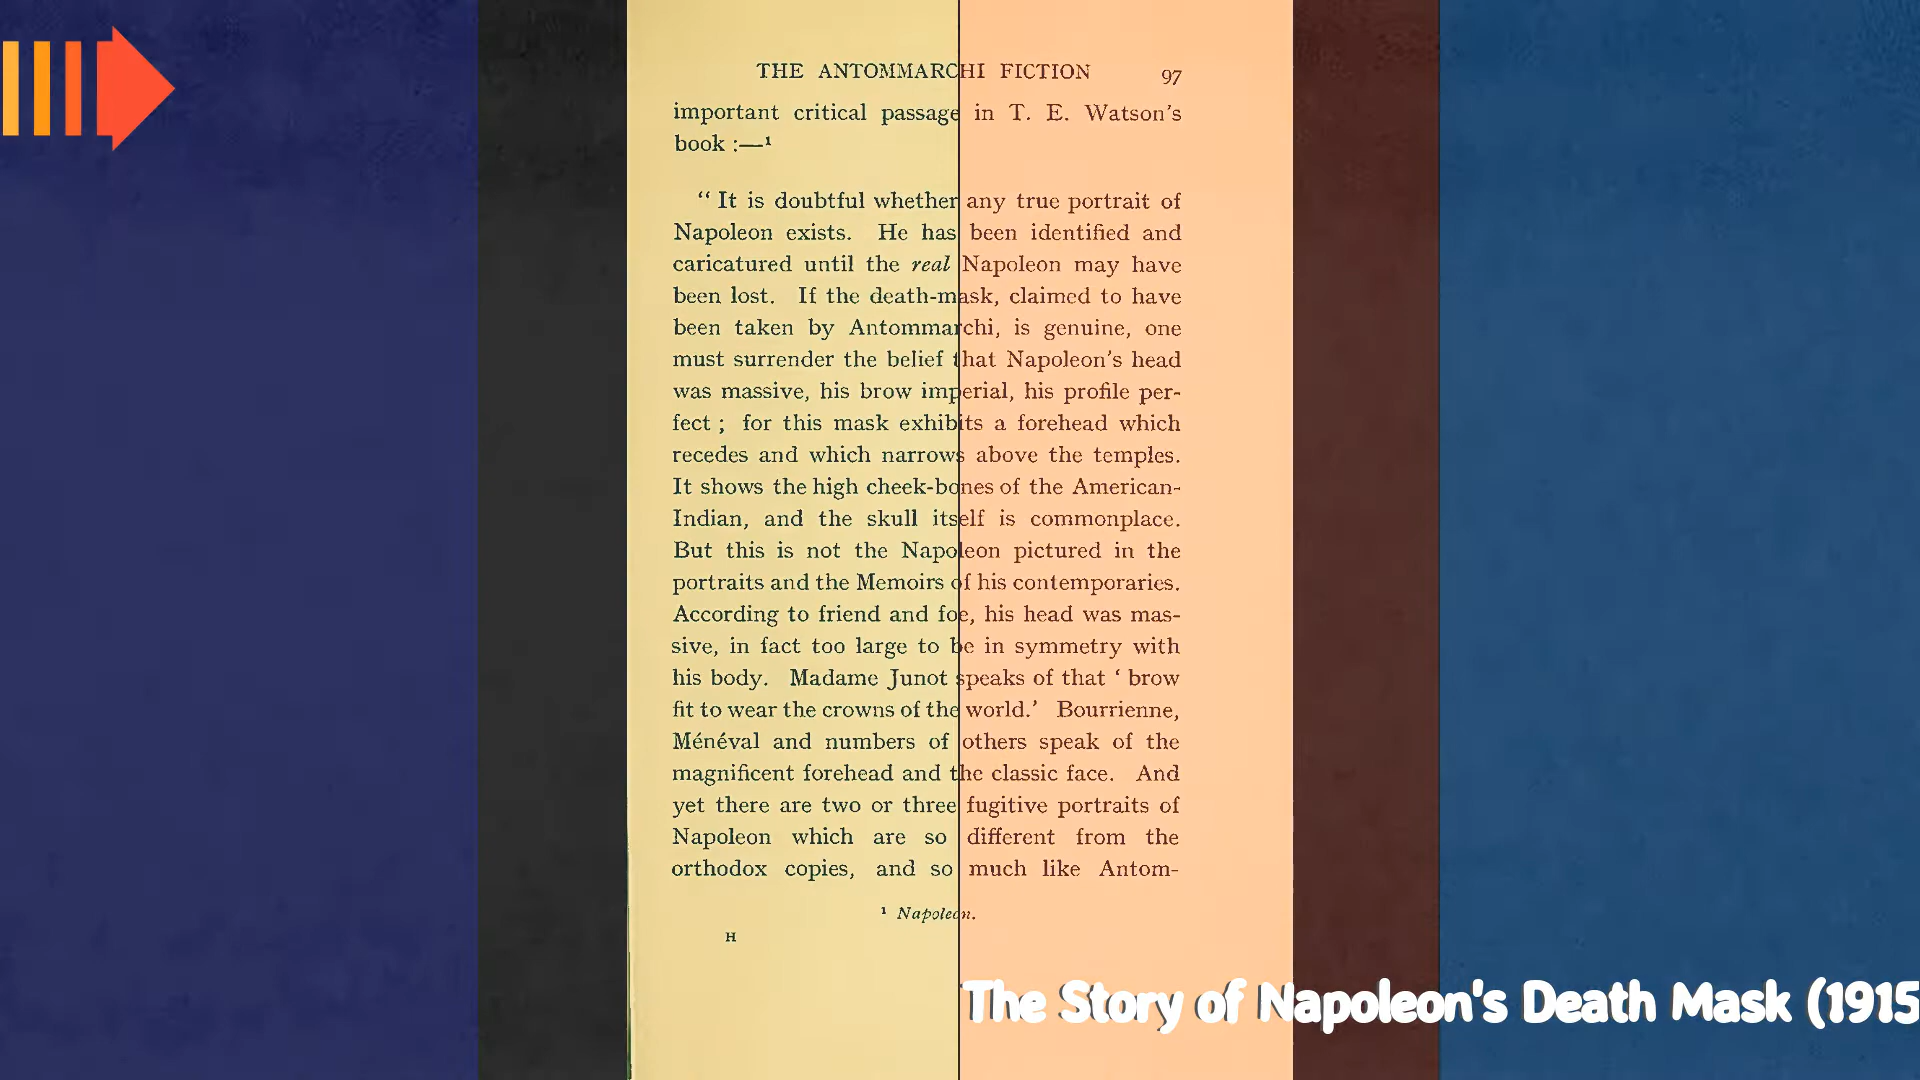 THE ANTOMMARCHI FICTION 97
important critical passage in T. E. Watson's
book :—¹
“ It is doubtful whether any true portrait of
Napoleon exists. He has been identified and
caricatured until the real Napoleon may have
been lost. If the death-mask, claimed to have
been taken by Antommarchi, is genuine, one
must surrender the belief that Napoleon's head
was massive, his brow imperial, his profile per-
fect ; for this mask exhibits a forehead which
recedes and which narrows above the temples.
It shows the high cheek-bones of the American-
Indian, and the skull itself is commonplace.
But this is not the Napoleon pictured in the
portraits and the Memoirs of his contemporaries.
According to friend and foe, his head was mas-
sive, in fact too large to be in symmetry with
his body. Madame Junot speaks of that ‘ brow
fit to wear the crowns of the world.’ Bourrienne,
Ménéval and numbers of others speak of the
magnificent forehead and the classic face. And
yet there are two or three fugitive portraits of
Napoleon which are so different from the
orthodox copies, and so much like Antom-
¹ Napoleon.
H
The Story of Napoleon's Death Mask (1915